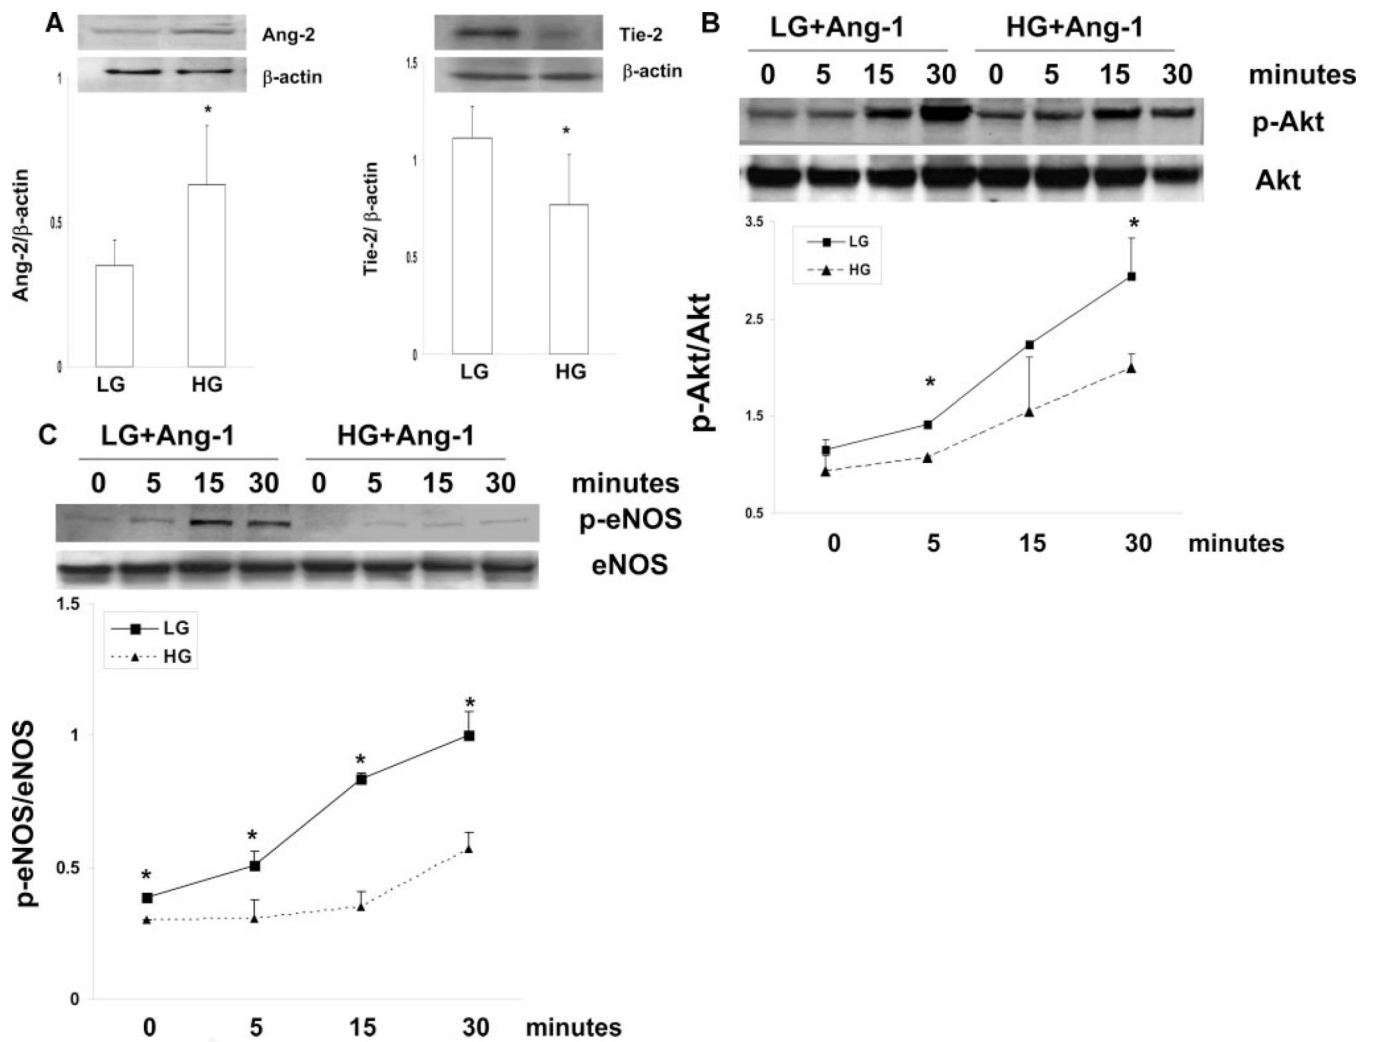 A
Ang-2
β-actin
1
*
0.5
0
Ang-2/β-actin
LG HG
Tie-2
β-actin
1.5
*
1
0.5
0
Tie-2/ β-actin
LG HG
B
LG+Ang-1 HG+Ang-1
0 5 15 30 0 5 15 30 minutes
p-Akt
Akt
3.5
LG
HG
*
2.5
*
1.5
0.5
p-Akt/Akt
0 5 15 30 minutes
C
LG+Ang-1 HG+Ang-1
0 5 15 30 0 5 15 30 minutes
p-eNOS
eNOS
1.5
LG
HG
*
1
*
*
*
0.5
0
p-eNOS/eNOS
0 5 15 30 minutes